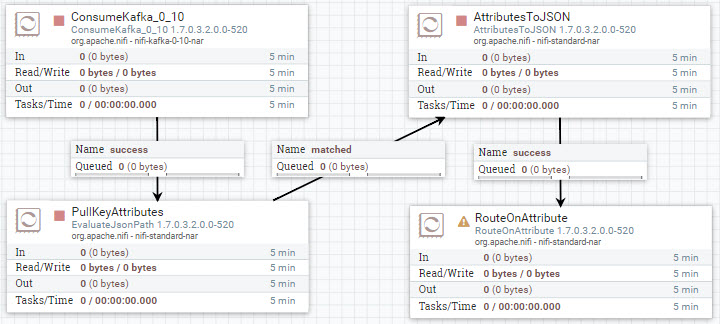 ConsumeKafka_0_10
ConsumeKafka_0_10 1.7.0.3.2.0.0-520
org.apache.nifi - nifi-kafka-0-10-nar
In 0 (0 bytes) 5 min
Read/Write 0 bytes / 0 bytes 5 min
Out 0 (0 bytes) 5 min
Tasks/Time 0 / 00:00:00.000 5 min
Name success
Queued 0 (0 bytes)
PullKeyAttributes
EvaluateJsonPath 1.7.0.3.2.0.0-520
org.apache.nifi - nifi-standard-nar
In 0 (0 bytes) 5 min
Read/Write 0 bytes / 0 bytes 5 min
Out 0 (0 bytes) 5 min
Tasks/Time 0 / 00:00:00.000 5 min
Name matched
Queued 0 (0 bytes)
AttributesToJSON
AttributesToJSON 1.7.0.3.2.0.0-520
org.apache.nifi - nifi-standard-nar
In 0 (0 bytes) 5 min
Read/Write 0 bytes / 0 bytes 5 min
Out 0 (0 bytes) 5 min
Tasks/Time 0 / 00:00:00.000 5 min
Name success
Queued 0 (0 bytes)
RouteOnAttribute
RouteOnAttribute 1.7.0.3.2.0.0-520
org.apache.nifi - nifi-standard-nar
In 0 (0 bytes) 5 min
Read/Write 0 bytes / 0 bytes 5 min
Out 0 (0 bytes) 5 min
Tasks/Time 0 / 00:00:00.000 5 min